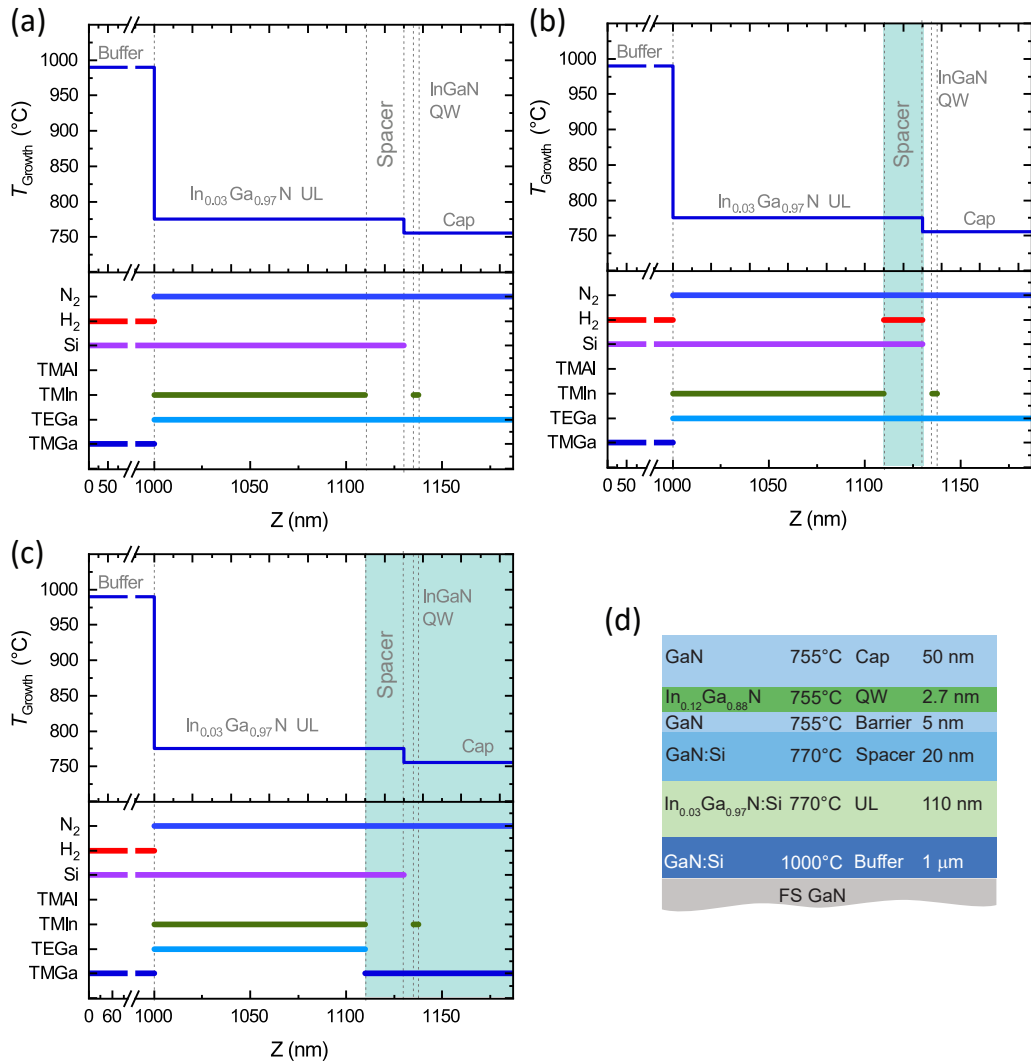 (a)
Buffer
Spacer
InGaN
QW
In0.03Ga0.97N UL
Cap
TGrowth (°C)
1000
950
900
850
800
750
N2
H2
Si
TMAl
TMIn
TEGa
TMGa
0 50 1000 1050 1100 1150
Z (nm)
(b)
Buffer
Spacer
InGaN
QW
In0.03Ga0.97N UL
Cap
TGrowth (°C)
1000
950
900
850
800
750
N2
H2
Si
TMAl
TMIn
TEGa
TMGa
0 50 1000 1050 1100 1150
Z (nm)
(c)
Buffer
Spacer
InGaN
QW
In0.03Ga0.97N UL
Cap
TGrowth (°C)
1000
950
900
850
800
750
N2
H2
Si
TMAl
TMIn
TEGa
TMGa
0 60 1000 1050 1100 1150
Z (nm)
(d)
GaN 755°C Cap 50 nm
In0.12Ga0.88N 755°C QW 2.7 nm
GaN 755°C Barrier 5 nm
GaN:Si 770°C Spacer 20 nm
In0.03Ga0.97N:Si 770°C UL 110 nm
GaN:Si 1000°C Buffer 1 μm
FS GaN